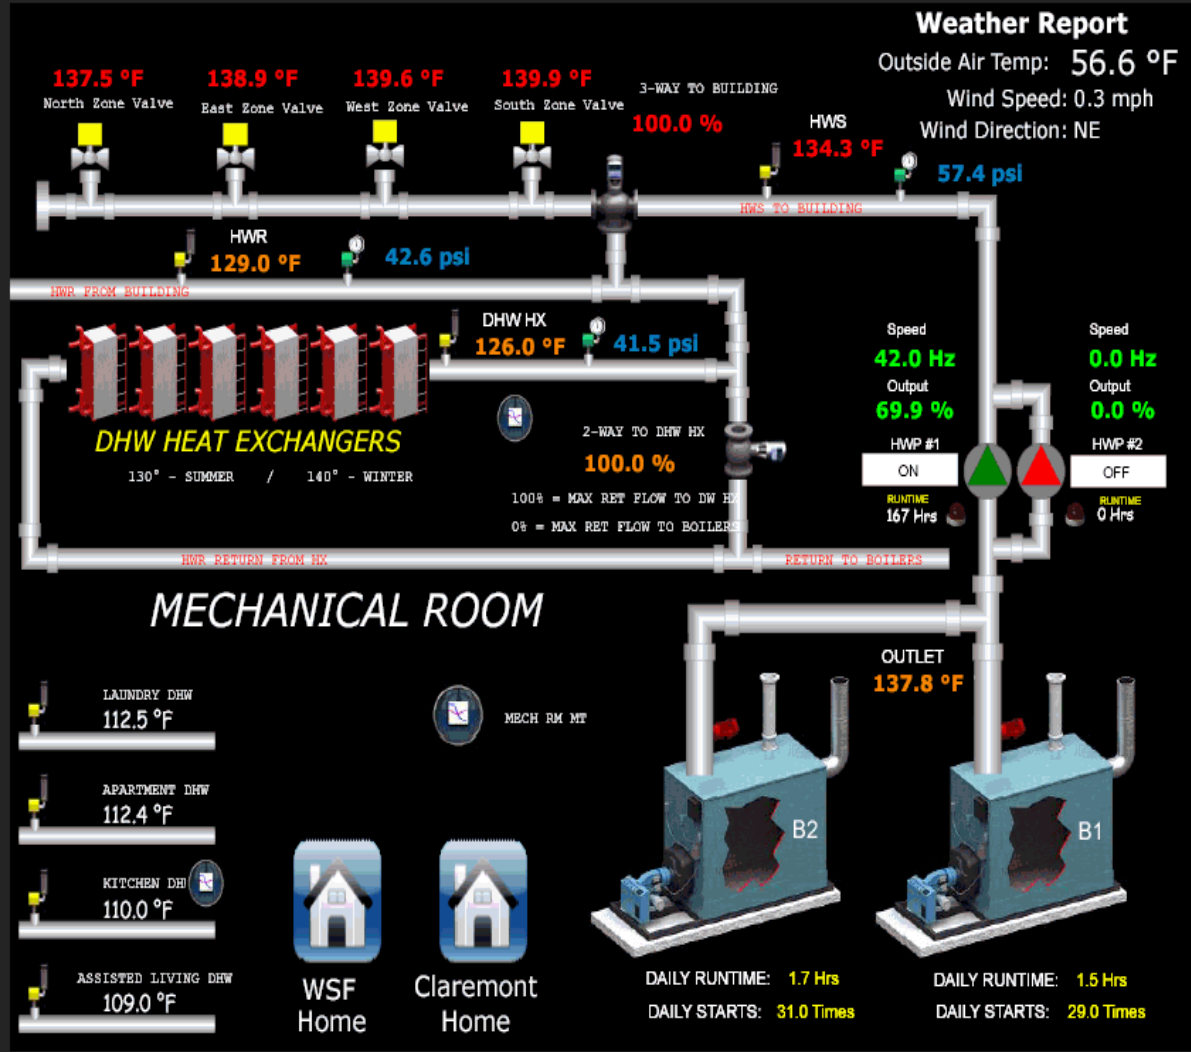 Weather Report
Outside Air Temp: 56.6 °F
Wind Speed: 0.3 mph
Wind Direction: NE
137.5 °F
North Zone Valve
138.9 °F
East Zone Valve
139.6 °F
West Zone Valve
139.9 °F
South Zone Valve
3-WAY TO BUILDING
100.0 %
HWS
134.3 °F
57.4 psi
HWS TO BUILDING
HWR
129.0 °F
42.6 psi
HWR FROM BUILDING
DHW HX
126.0 °F
41.5 psi
DHW HEAT EXCHANGERS
130° - SUMMER / 140° - WINTER
2-WAY TO DHW HX
100.0 %
100% = MAX RET FLOW TO DW HX
0% = MAX RET FLOW TO BOILERS
Speed
42.0 Hz
Output
69.9 %
HWP #1
ON
RUNTIME
167 Hrs
Speed
0.0 Hz
Output
0.0 %
HWP #2
OFF
RUNTIME
0 Hrs
HWR RETURN FROM HX
RETURN TO BOILERS
MECHANICAL ROOM
OUTLET
137.8 °F
LAUNDRY DHW
112.5 °F
MECH RM MT
APARTMENT DHW
112.4 °F
KITCHEN DH
110.0 °F
ASSISTED LIVING DHW
109.0 °F
WSF
Home
Claremont
Home
B2
B1
DAILY RUNTIME: 1.7 Hrs
DAILY STARTS: 31.0 Times
DAILY RUNTIME: 1.5 Hrs
DAILY STARTS: 29.0 Times